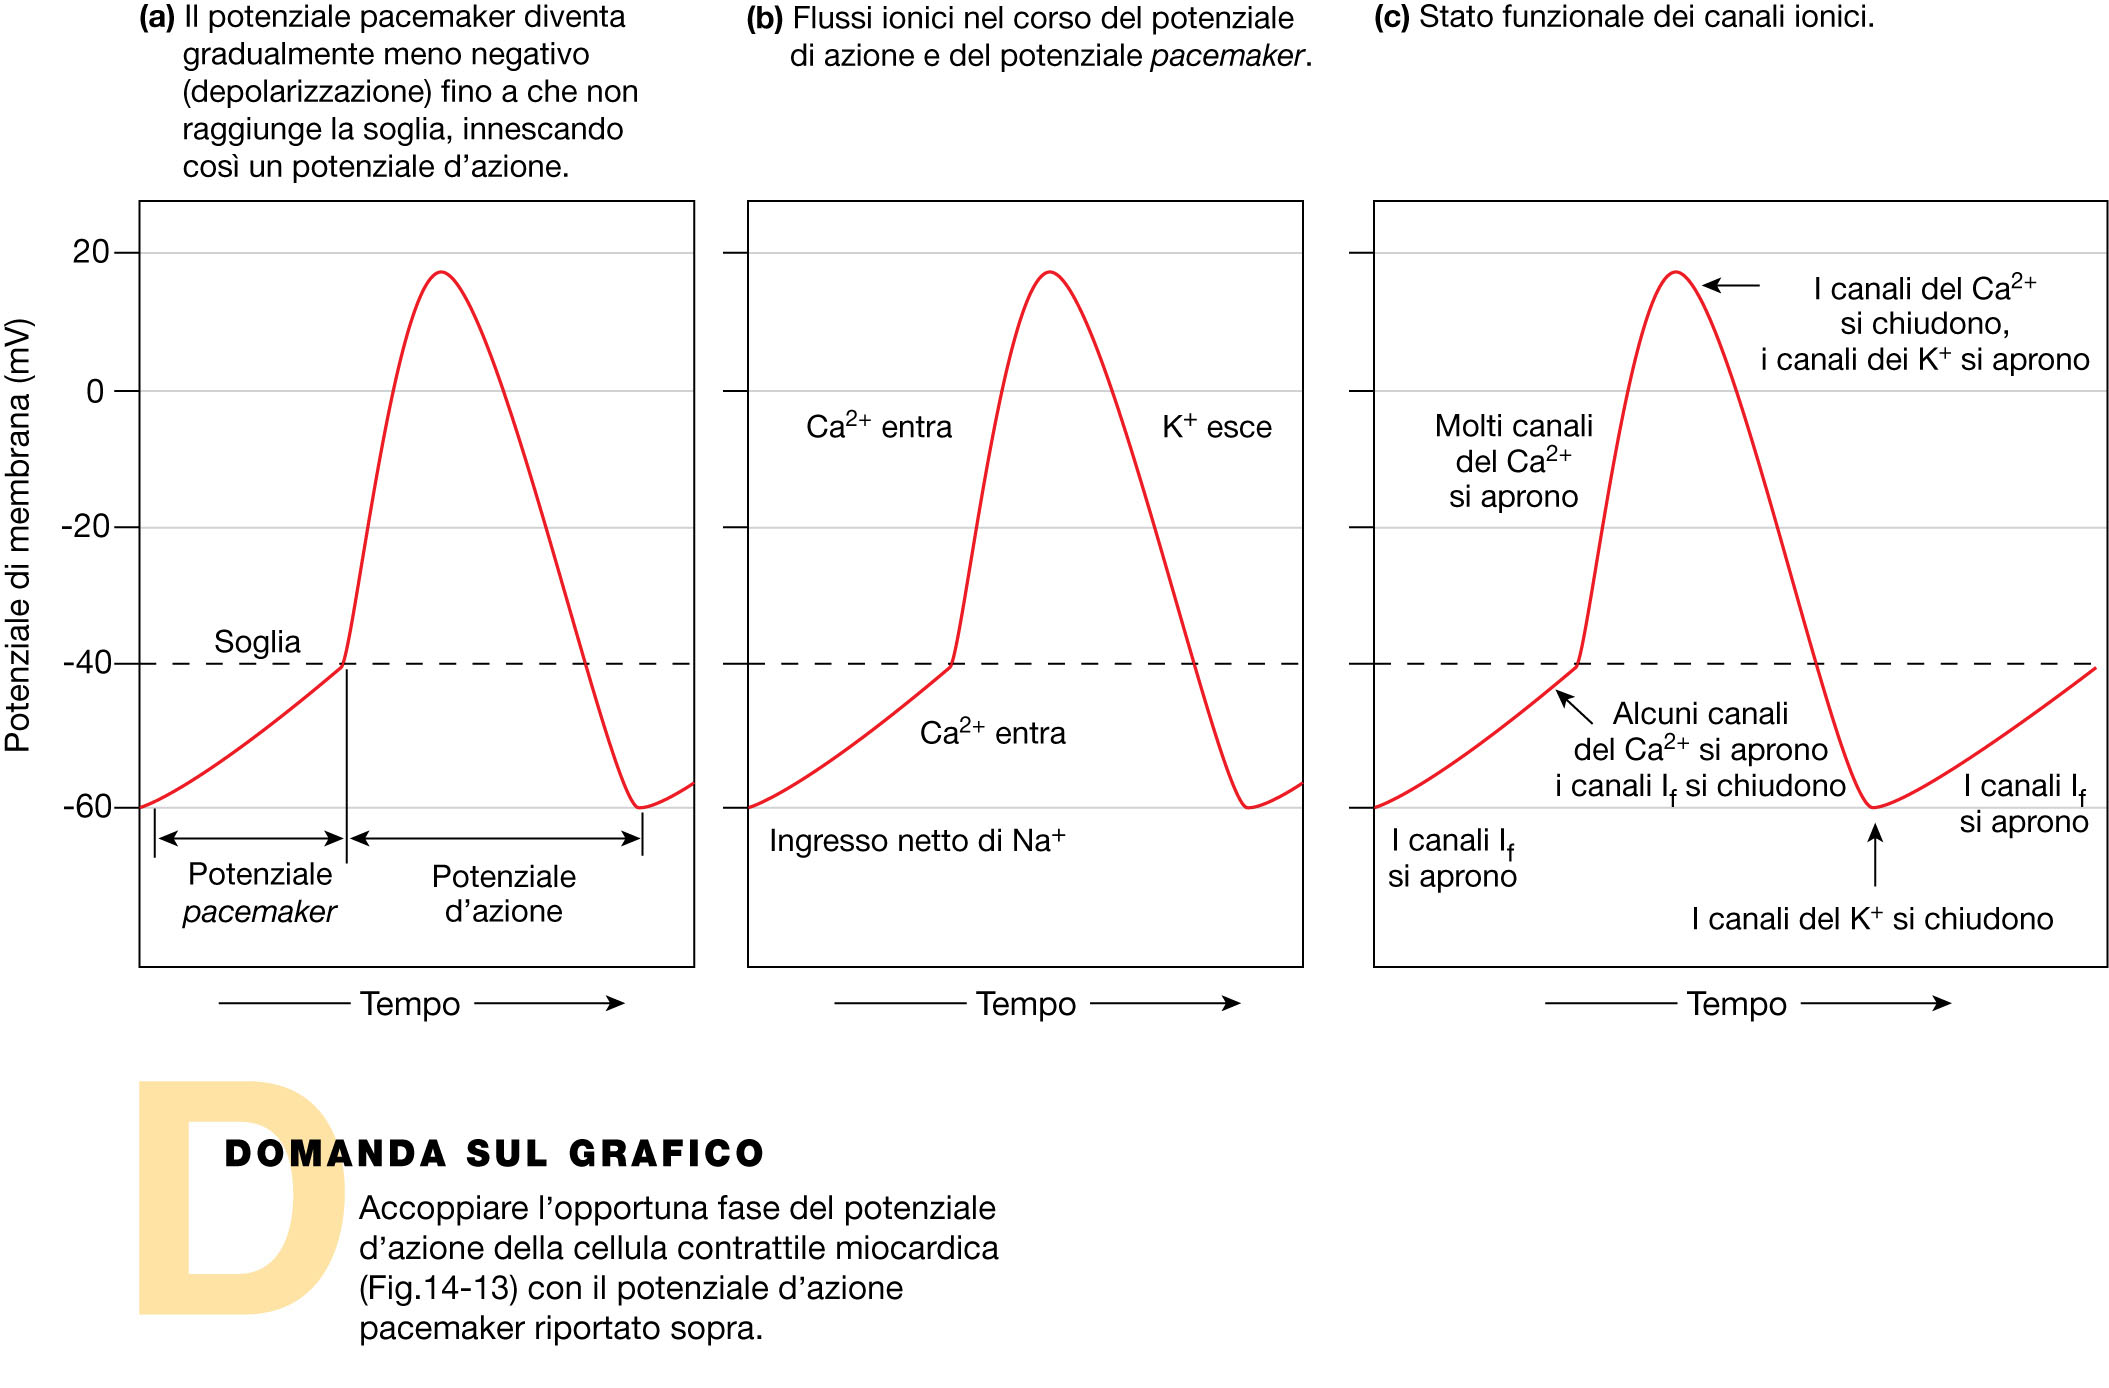 (a) Il potenziale pacemaker diventa
gradualmente meno negativo
(depolarizzazione) fino a che non
raggiunge la soglia, innescando
così un potenziale d’azione.
(b) Flussi ionici nel corso del potenziale
di azione e del potenziale pacemaker.
(c) Stato funzionale dei canali ionici.
Potenziale di membrana (mV)
20
0
-20
-40
-60
Soglia
Potenziale
pacemaker
Potenziale
d’azione
Tempo
Ca²⁺ entra
K⁺ esce
Ca²⁺ entra
Ingresso netto di Na⁺
Tempo
I canali del Ca²⁺
si chiudono,
i canali dei K⁺ si aprono
Molti canali
del Ca²⁺
si aprono
Alcuni canali
del Ca²⁺ si aprono
i canali If si chiudono
I canali If
si aprono
I canali If
si aprono
I canali del K⁺ si chiudono
Tempo
D
DOMANDA SUL GRAFICO
Accoppiare l’opportuna fase del potenziale
d’azione della cellula contrattile miocardica
(Fig.14-13) con il potenziale d’azione
pacemaker riportato sopra.